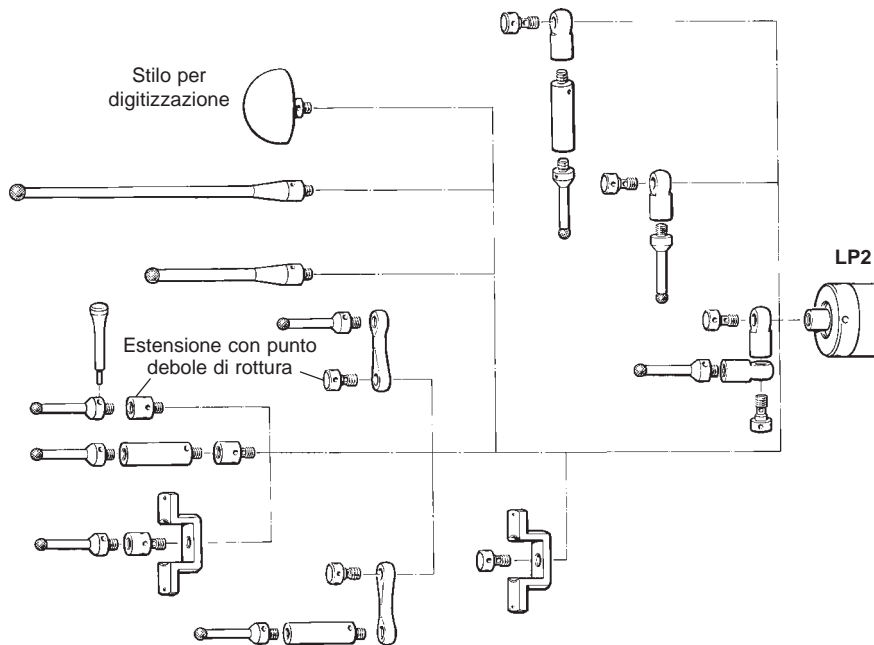 Stilo per
digitizzazione
LP2
Estensione con punto
debole di rottura